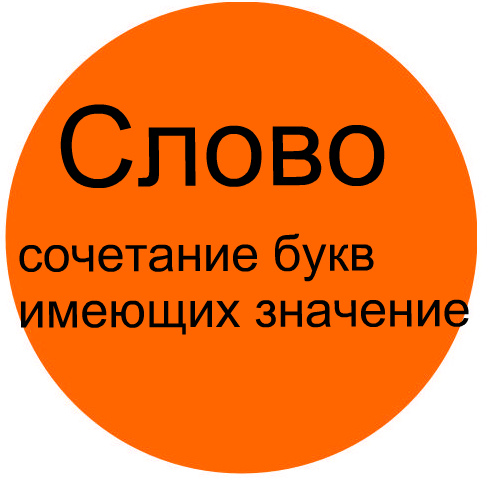 Слово
сочетание букв
имеющих значение